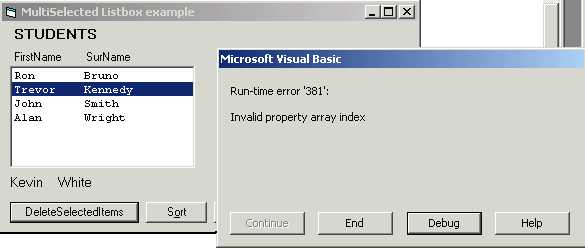 MultiSelected Listbox example
STUDENTS
FirstName SurName
Ron Bruno
Trevor Kennedy
John Smith
Alan Wright
Kevin White
DeleteSelectedItems Sort
Microsoft Visual Basic
Run-time error '381':
Invalid property array index
Continue End Debug Help